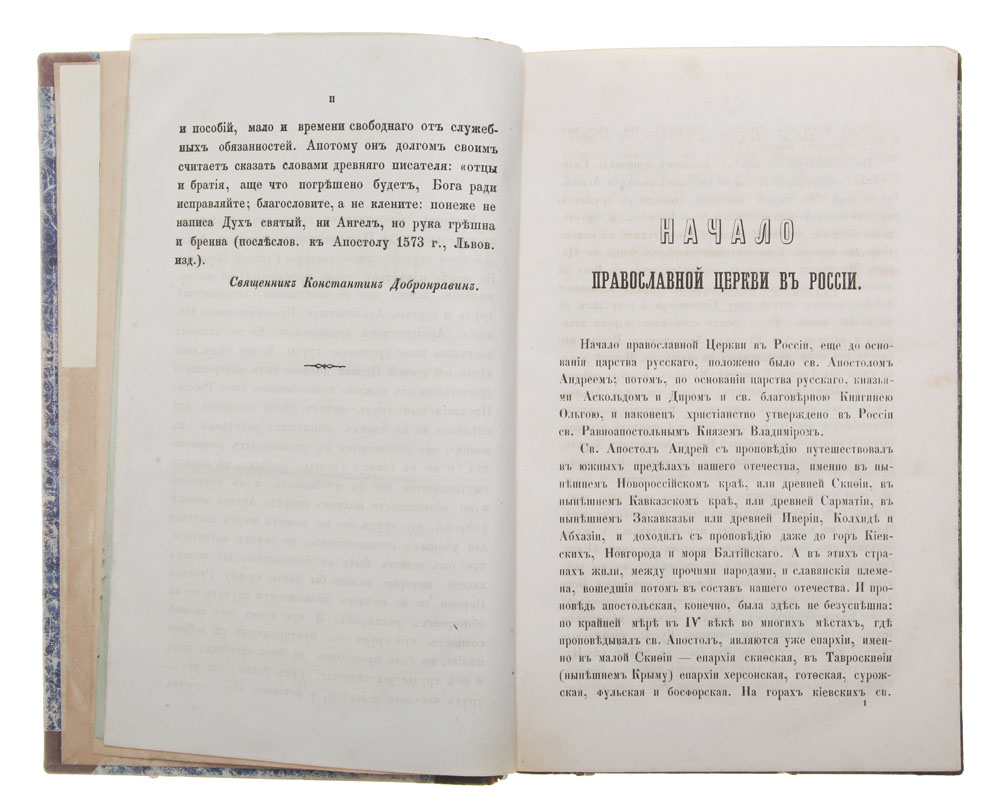 II
и пособій, мало и времени свободнаго отъ служеб-
ныхъ обязанностей. Апотому онъ долгомъ своимъ
считаетъ сказать словами древняго писателя: «отцы
и братія, аще что погрѣшено будетъ, Бога ради
исправляйте; благословите, а не клените: понеже не
написа Духъ святый, ни Ангелъ, но рука грѣшна
и бренна (послѣслов. къ Апостолу 1573 г., Львов.
изд.).
Священникъ Константинъ Добронравинъ.
НАЧАЛО
ПРАВОСЛАВНОЙ ЦЕРКВИ ВЪ РОССІИ.
Начало православной Церкви въ Россіи, еще до осно-
ванія царства русскаго, положено было св. Апостоломъ
Андреемъ; потомъ, по основаніи царства русскаго, князья-
ми Аскольдомъ и Диромъ и св. благовѣрною Княгинею
Ольгою, и наконецъ христіанство утверждено въ Россіи
св. Равноапостольнымъ Княземъ Владиміромъ.
Св. Апостолъ Андрей съ проповѣдію путешествовалъ
въ южныхъ предѣлахъ нашего отечества, именно въ ны-
нѣшнемъ Новороссійскомъ краѣ, или древней Скиѳіи, въ
нынѣшнемъ Кавказскомъ краѣ, или древней Сарматіи, въ
нынѣшнемъ Закавказьи или древней Иверіи, Колхидѣ и
Абхазіи, и доходилъ съ проповѣдію даже до горъ Кіев-
скихъ, Новгорода и моря Балтійскаго. А въ этихъ стра-
нахъ жили, между прочими народами, и славянскія племе-
на, вошедшія потомъ въ составъ нашего отечества. И про-
повѣдь апостольская, конечно, была здѣсь не безуспѣшна:
по крайней мѣрѣ въ IV вѣкѣ во многихъ мѣстахъ, гдѣ
проповѣдывалъ св. Апостолъ, являются уже епархіи, имен-
но въ малой Скиѳіи — епархія скиѳская, въ Тавроскиѳіи
(нынѣшнемъ Крыму) епархіи херсонская, готѳская, сурож-
ская, фульская и босфорская. На горахъ кіевскихъ св.
1